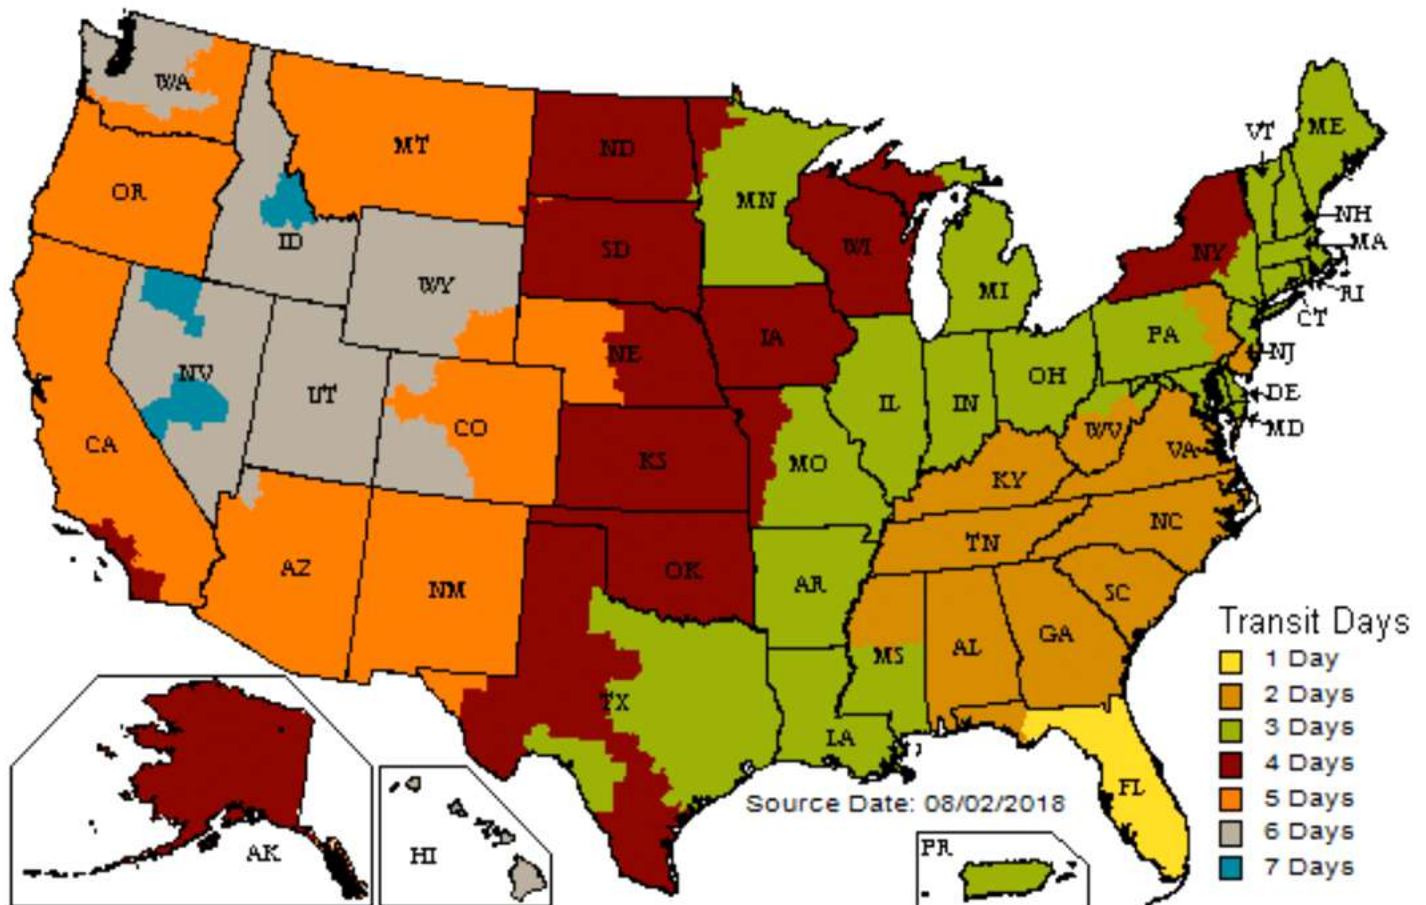 WA
MT
ND
VT
ME
OR
MN
NH
ID
SD
WI
NY
MA
WY
MI
RI
CT
IA
PA
NJ
NV
NE
OH
UT
IL
IN
DE
CA
CO
WV
MD
KS
MO
VA
KY
NC
TN
AZ
NM
OK
AR
SC
GA
AL
MS
TX
LA
FL
AK
HI
PR
Transit Days
1 Day
2 Days
3 Days
4 Days
5 Days
6 Days
7 Days
Source Date: 08/02/2018